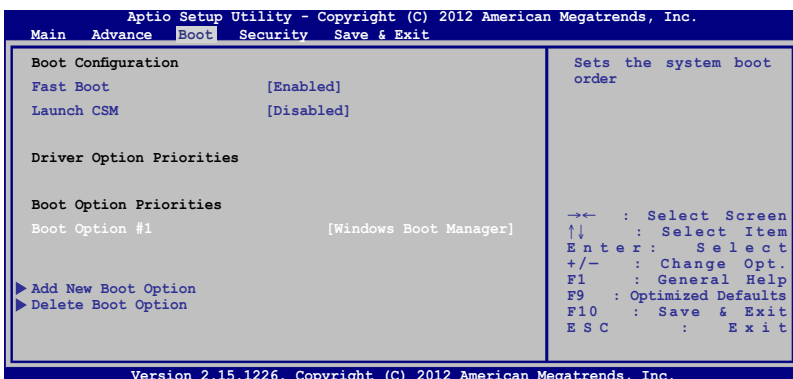 Aptio Setup Utility - Copyright (C) 2012 American Megatrends, Inc.
Main Advance Boot Security Save & Exit
Boot Configuration
Fast Boot [Enabled]
Launch CSM [Disabled]
Driver Option Priorities
Boot Option Priorities
Boot Option #1 [Windows Boot Manager]
Add New Boot Option
Delete Boot Option
Sets the system boot
order
→← : Select Screen
↑↓ : Select Item
Enter: Select
+/— : Change Opt.
F1 : General Help
F9 : Optimized Defaults
F10 : Save & Exit
ESC : Exit
Version 2.15.1226. Copyright (C) 2012 American Megatrends, Inc.